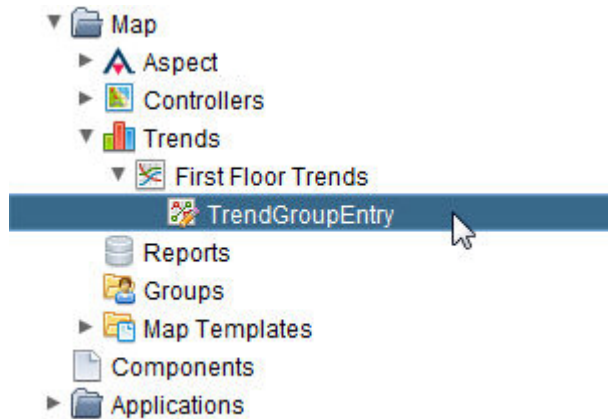 Map
Aspect
Controllers
Trends
First Floor Trends
TrendGroupEntry
Reports
Groups
Map Templates
Components
Applications